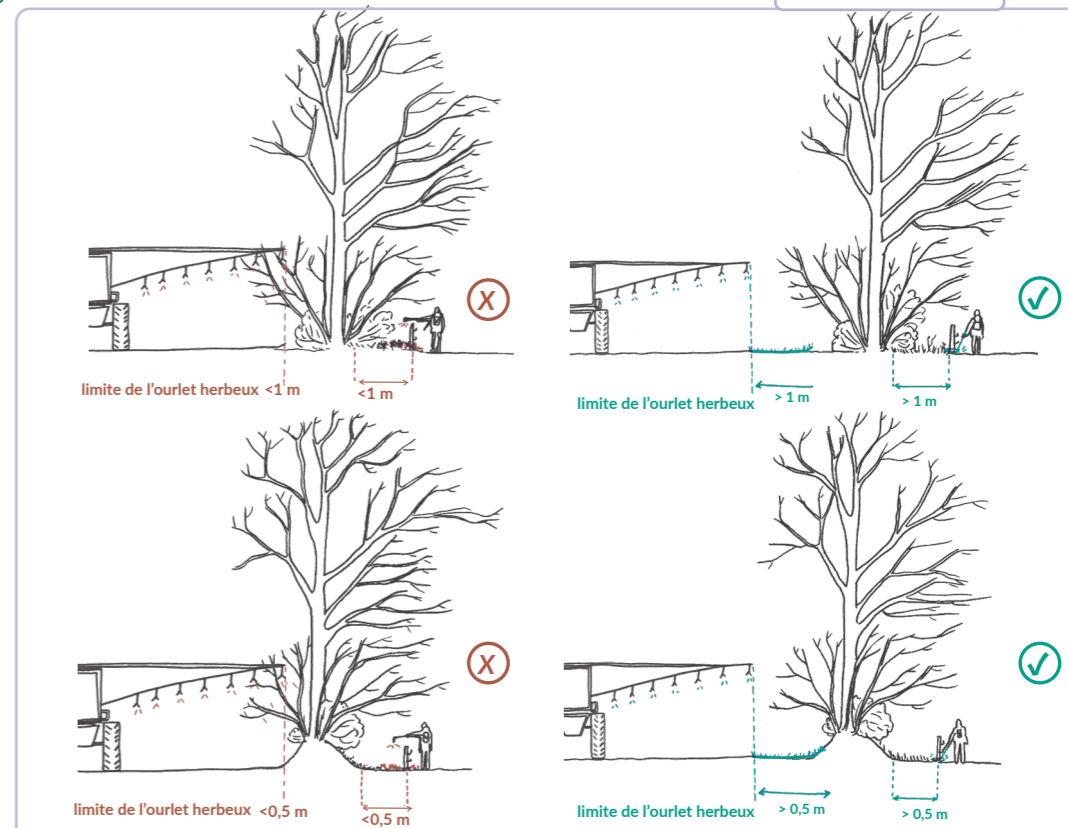 X
limite de l'ourlet herbeux <1 m
<1 m
limite de l'ourlet herbeux
> 1 m
> 1 m
X
limite de l'ourlet herbeux <0,5 m
<0,5 m
limite de l'ourlet herbeux
> 0,5 m
> 0,5 m